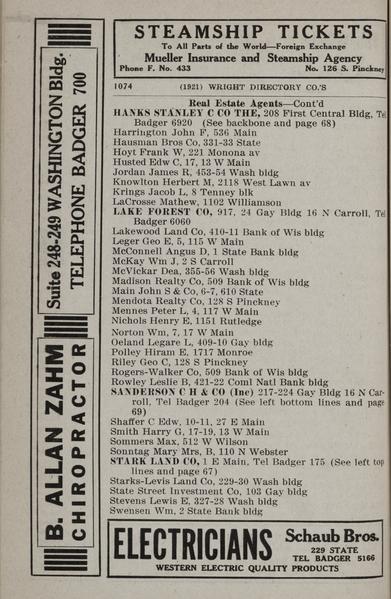 STEAMSHIP TICKETS
To All Parts of the World—Foreign Exchange
Mueller Insurance and Steamship Agency
Phone F. No. 433 No. 126 S. Pinckney
1074 (1921) WRIGHT DIRECTORY CO.'S
Real Estate Agents—Cont'd
HANKS STANLEY C CO THE, 208 First Central Bldg, Tel
Badger 6920 (See backbone and page 68)
Harrington John F, 536 Main
Hausman Bros Co, 331-33 State
Hoyt Frank W, 221 Monona av
Husted Edw C, 17, 13 W Main
Jordan James R, 453-54 Wash bldg
Knowlton Herbert M, 2118 West Lawn av
Krings Jacob L, 8 Tenney blk
LaCrosse Mathew, 1102 Williamson
LAKE FOREST CO, 917, 24 Gay Bldg 16 N Carroll, Tel
Badger 6060
Lakewood Land Co, 410-11 Bank of Wis bldg
Leger Geo E, 5, 115 W Main
McConnell Angus D, 1 State Bank bldg
McKay Wm J, 2 S Carroll
McVickar Dea, 355-56 Wash bldg
Madison Realty Co, 509 Bank of Wis bldg
Main John S & Co, 6-7, 610 State
Mendota Realty Co, 128 S Pinckney
Mennes Peter L, 4, 117 W Main
Nichols Henry E, 1151 Rutledge
Norton Wm, 7, 17 W Main
Oeland Legare L, 409-10 Gay bldg
Polley Hiram E, 1717 Monroe
Riley Geo C, 128 S Pinckney
Rogers-Walker Co, 509 Bank of Wis bldg
Rowley Leslie B, 421-22 Coml Natl Bank bldg
SANDERSON C H & CO (Inc) 217-224 Gay Bldg 16 N Car-
roll, Tel Badger 204 (See left bottom lines and page
69)
Shaffer C Edw, 10-11, 27 E Main
Smith Harry G, 17-19, 13 W Main
Sommers Max, 512 W Wilson
Sonntag Mary Mrs, B, 110 N Webster
STARK LAND CO, 1 E Main, Tel Badger 175 (See left top
lines and page 67)
Starks-Levis Land Co, 229-30 Wash bldg
State Street Investment Co, 103 Gay bldg
Stevens Lewis E, 327-28 Wash bldg
Swensen Wm, 2 State Bank bldg
B. ALLAN ZAHM
CHIROPRACTOR
Suite 248-249 WASHINGTON Bldg.
TELEPHONE BADGER 700
ELECTRICIANS
Schaub Bros.
229 STATE
TEL BADGER 5166
WESTERN ELECTRIC QUALITY PRODUCTS